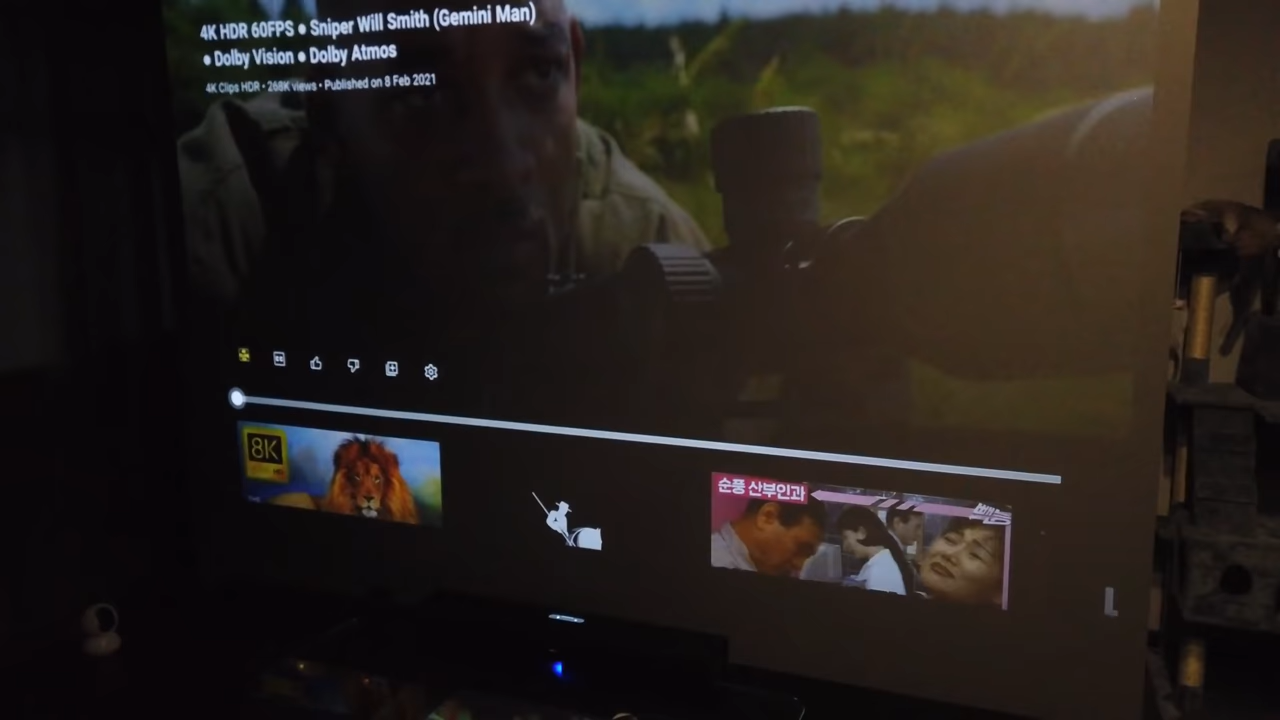 4K HDR 60FPS ● Sniper Will Smith (Gemini Man)
● Dolby Vision ● Dolby Atmos
4K Clips HDR • 268K views • Published on 8 Feb 2021
8K
순풍 산부인과